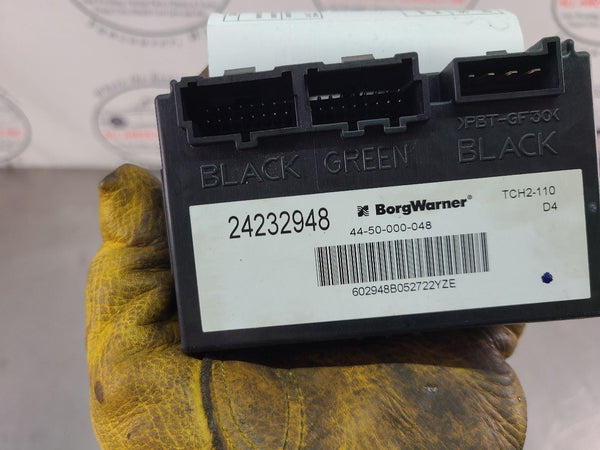 >PBT-GF30<
BLACK GREEN BLACK
24232948 BorgWarner® TCH2-110
44-50-000-048 D4
602948B052722YZE